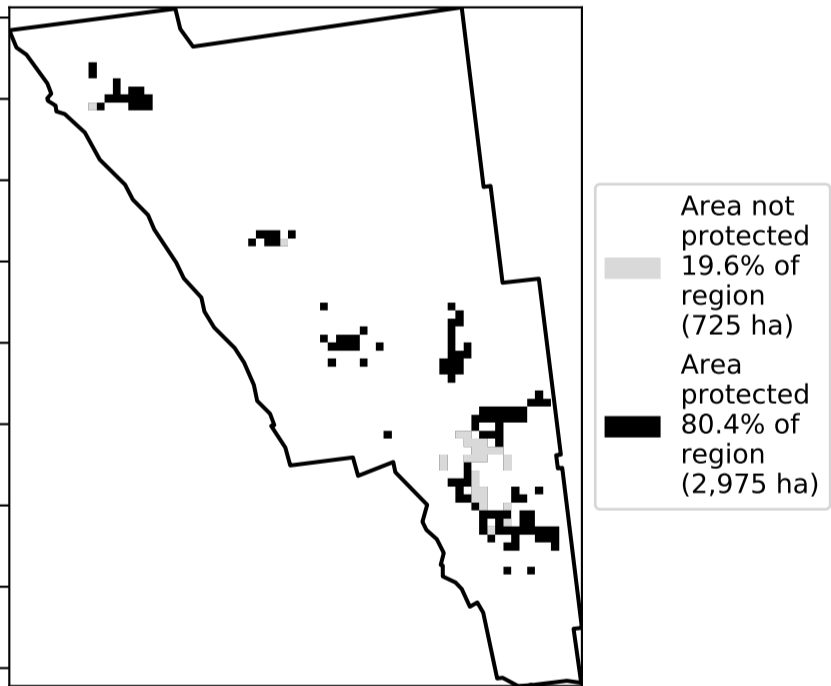 Area not
protected
19.6% of
region
(725 ha)
Area
protected
80.4% of
region
(2,975 ha)